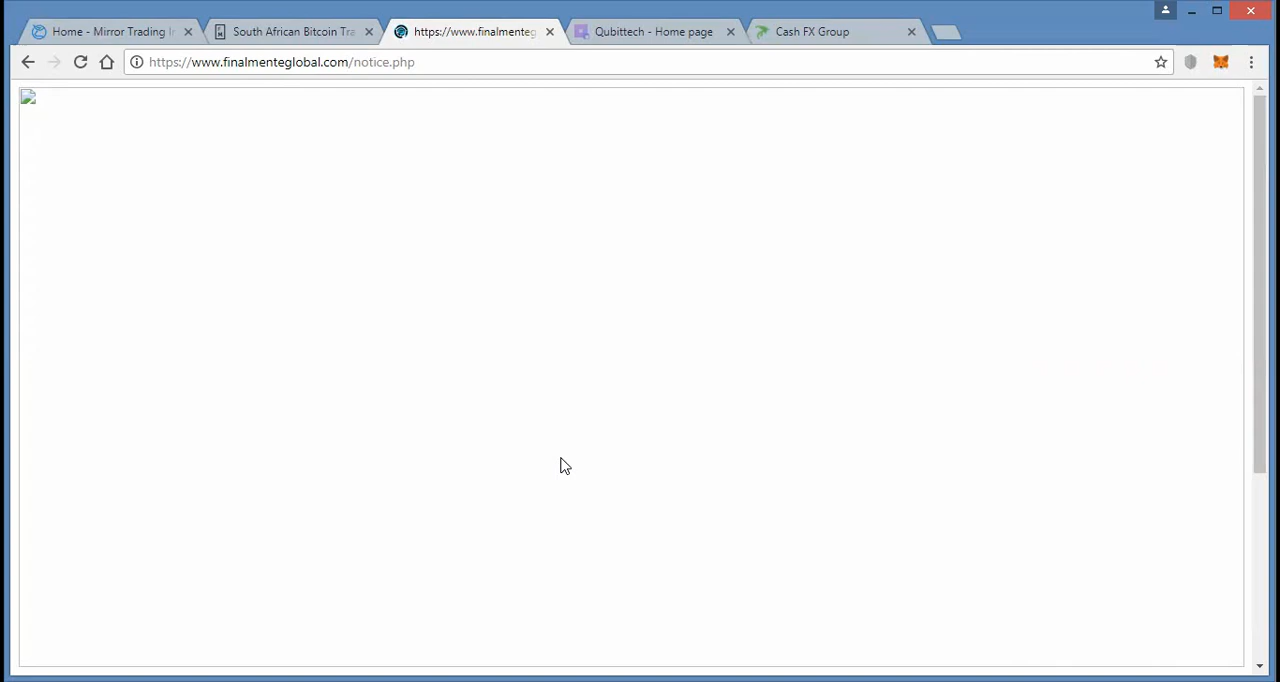 Home - Mirror Trading In
South African Bitcoin Tra
https://www.finalmenteg
Qubittech - Home page
Cash FX Group
https://www.finalmenteglobal.com/notice.php